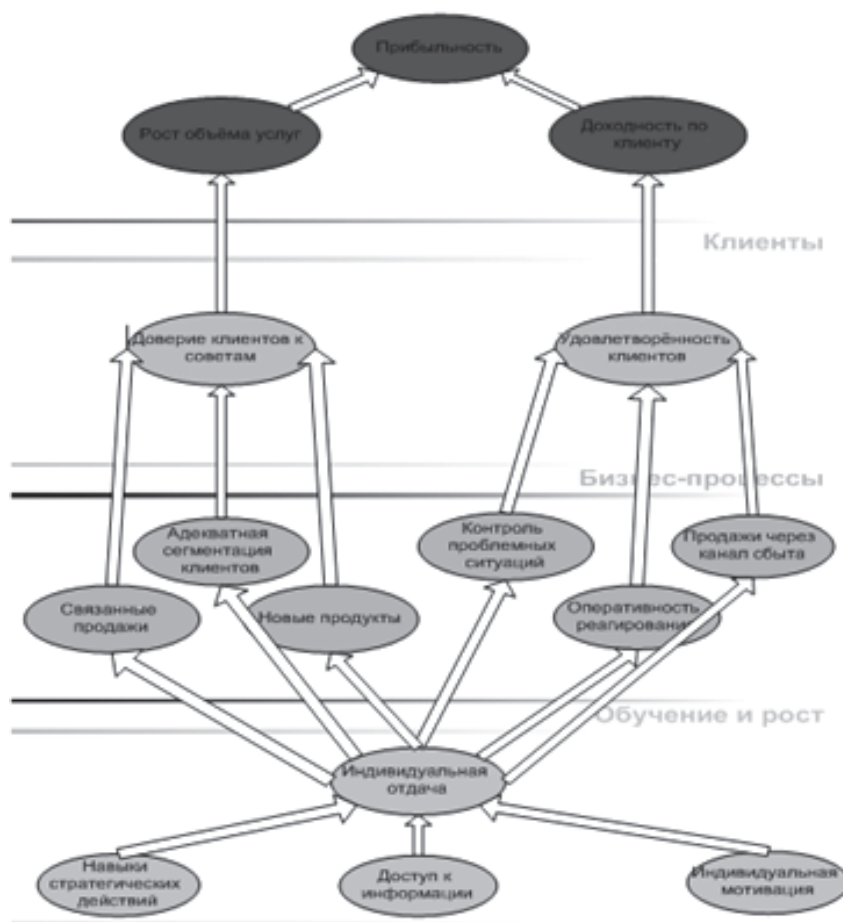 Прибыльность
Рост объёма услуг
Доходность по
клиенту
Клиенты
Доверие клиентов к
советам
Удовлетворённость
клиентов
Бизнес-процессы
Адекватная
сегментация
клиентов
Контроль
проблемных
ситуаций
Продажи через
канал сбыта
Связанные
продажи
Новые продукты
Оперативность
реагирования
Обучение и рост
Индивидуальная
отдача
Навыки
стратегических
действий
Доступ к
информации
Индивидуальная
мотивация